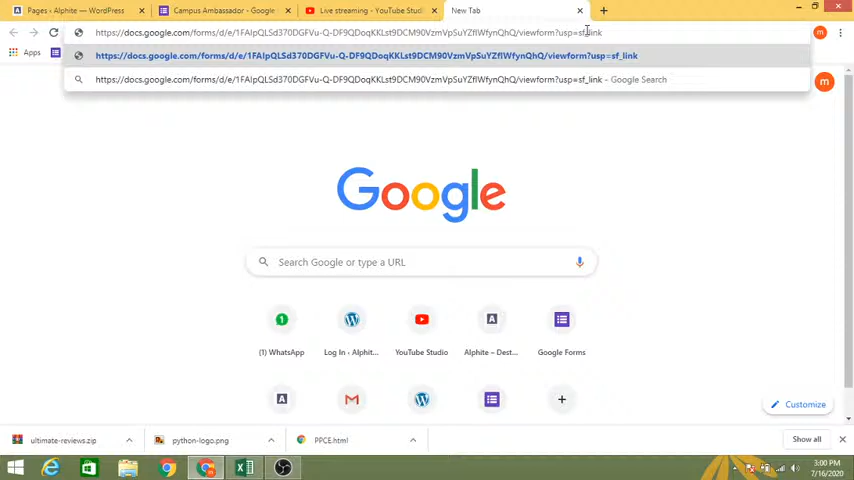 Pages ‹ Alphite — WordPress
Campus Ambassador - Google
Live streaming - YouTube Studi
New Tab
https://docs.google.com/forms/d/e/1FAIpQLSd370DGFVu-Q-DF9QDoqKKLst9DCM90VzmVpSuYZflWfynQhQ/viewform?usp=sf_link
Apps
https://docs.google.com/forms/d/e/1FAIpQLSd370DGFVu-Q-DF9QDoqKKLst9DCM90VzmVpSuYZflWfynQhQ/viewform?usp=sf_link
https://docs.google.com/forms/d/e/1FAIpQLSd370DGFVu-Q-DF9QDoqKKLst9DCM90VzmVpSuYZflWfynQhQ/viewform?usp=sf_link - Google Search
m
m
Google
Search Google or type a URL
1
A
(1) WhatsApp
Log In ‹ Alphit...
YouTube Studio
Alphite – Dest...
Google Forms
A
Customize
ultimate-reviews.zip
python-logo.png
PPCE.html
Show all
3:00 PM
7/16/2020